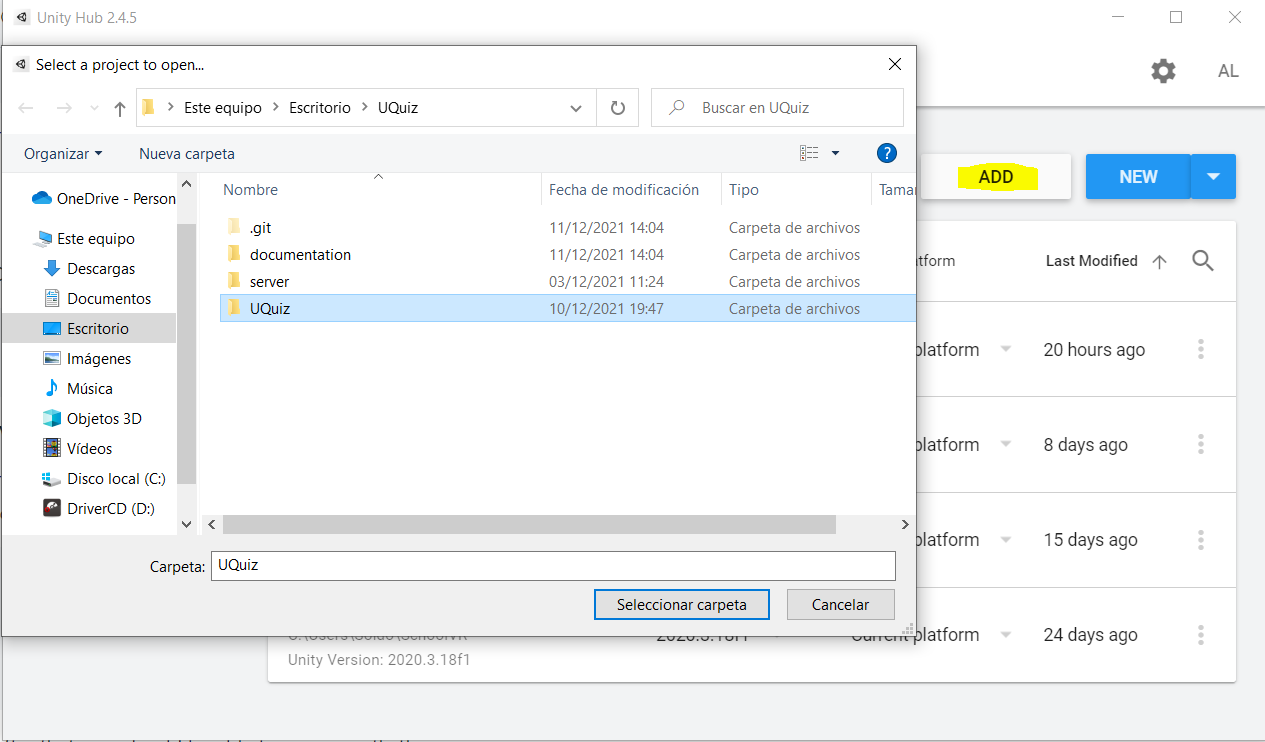 Unity Hub 2.4.5
Select a project to open...
AL
Este equipo > Escritorio > UQuiz
Buscar en UQuiz
Organizar
Nueva carpeta
?
ADD
NEW
OneDrive - Person
Este equipo
Descargas
Documentos
Escritorio
Imágenes
Música
Objetos 3D
Vídeos
Disco local (C:)
DriverCD (D:)
Nombre Fecha de modificación Tipo
.git 11/12/2021 14:04 Carpeta de archivos
documentation 11/12/2021 14:04 Carpeta de archivos
server 03/12/2021 11:24 Carpeta de archivos
UQuiz 10/12/2021 19:47 Carpeta de archivos
Carpeta: UQuiz
Seleccionar carpeta
Cancelar
tform Last Modified
platform 20 hours ago
platform 8 days ago
platform 15 days ago
2020.3.18f1 Current platform 24 days ago
Unity Version: 2020.3.18f1